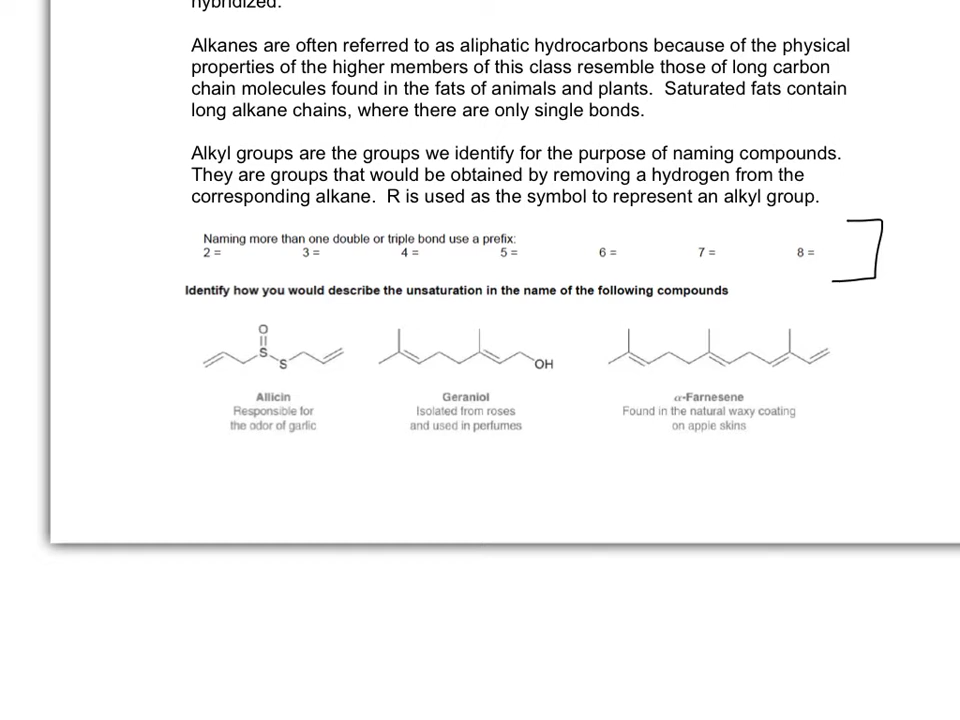 hybridized.
Alkanes are often referred to as aliphatic hydrocarbons because of the physical
properties of the higher members of this class resemble those of long carbon
chain molecules found in the fats of animals and plants.  Saturated fats contain
long alkane chains, where there are only single bonds.
Alkyl groups are the groups we identify for the purpose of naming compounds.
They are groups that would be obtained by removing a hydrogen from the
corresponding alkane.  R is used as the symbol to represent an alkyl group.
Naming more than one double or triple bond use a prefix:
2 = 3 = 4 = 5 = 6 = 7 = 8 =
Identify how you would describe the unsaturation in the name of the following compounds
O
S
S
OH
Allicin
Responsible for
the odor of garlic
Geraniol
Isolated from roses
and used in perfumes
α-Farnesene
Found in the natural waxy coating
on apple skins